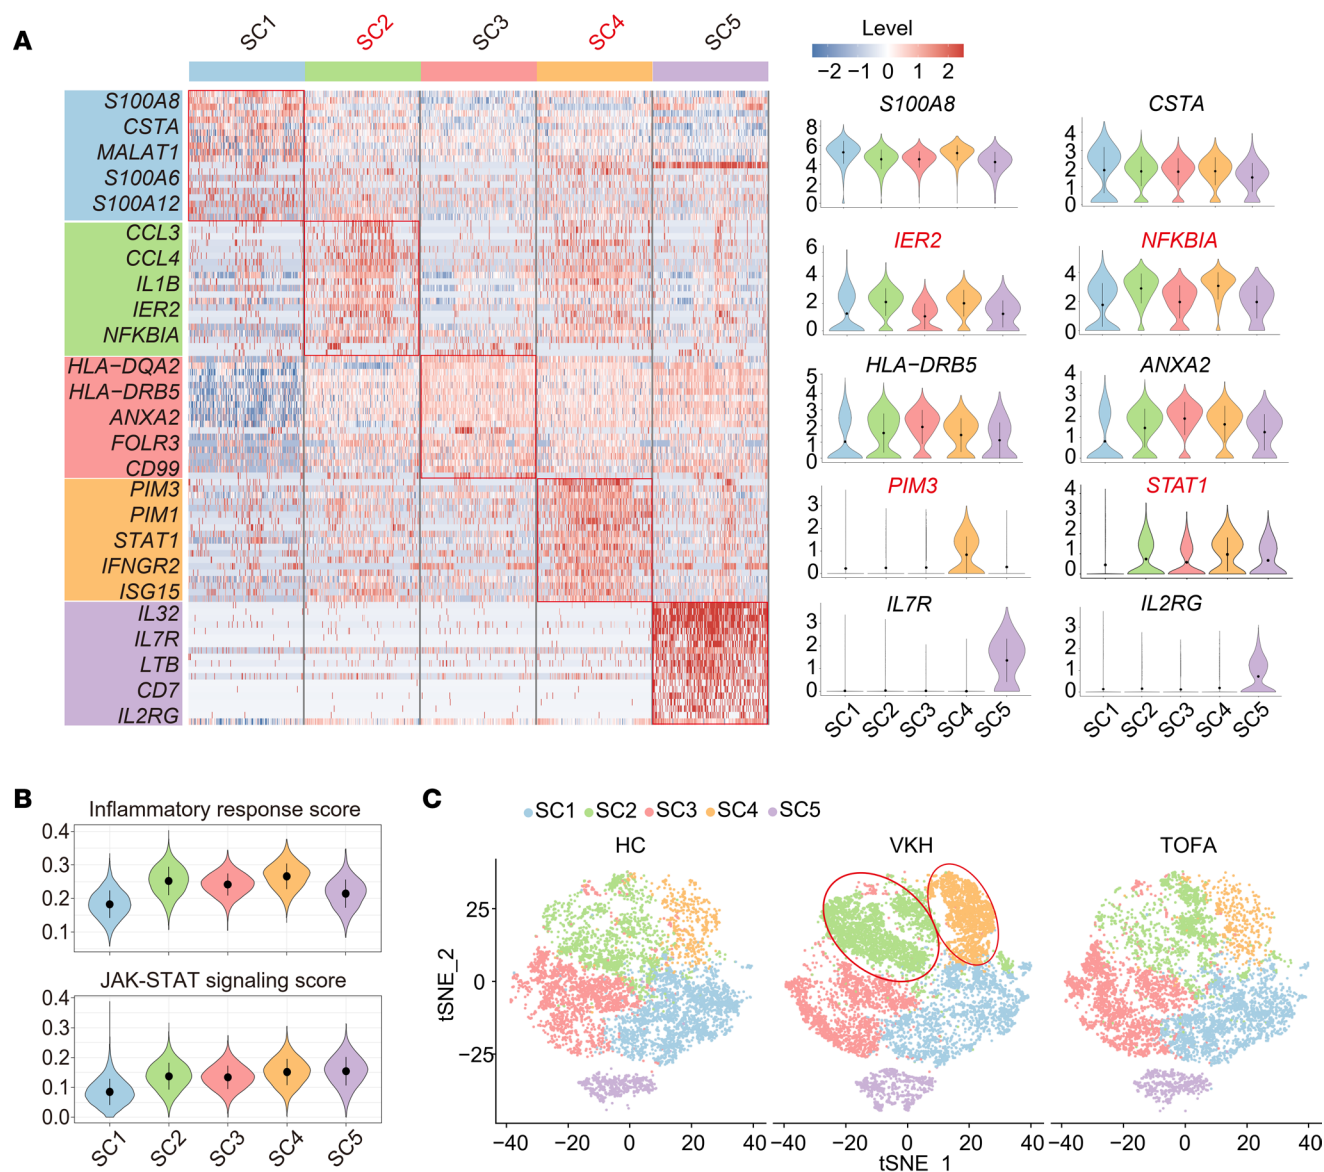 A
SC1 SC2 SC3 SC4 SC5
S100A8
CSTA
MALAT1
S100A6
S100A12
CCL3
CCL4
IL1B
IER2
NFKBIA
HLA−DQA2
HLA−DRB5
ANXA2
FOLR3
CD99
PIM3
PIM1
STAT1
IFNGR2
ISG15
IL32
IL7R
LTB
CD7
IL2RG
Level
−2 −1 0 1 2
S100A8
8
6
4
2
0
CSTA
4
3
2
1
0
IER2
6
4
2
0
NFKBIA
4
2
0
HLA−DRB5
5
4
3
2
1
0
ANXA2
4
3
2
1
0
PIM3
3
2
1
0
STAT1
4
3
2
1
0
IL7R
3
2
1
0
IL2RG
3
2
1
0
SC1 SC2 SC3 SC4 SC5
SC1 SC2 SC3 SC4 SC5
B
Inflammatory response score
0.4
0.3
0.2
0.1
JAK-STAT signaling score
0.4
0.3
0.2
0.1
0.0
SC1 SC2 SC3 SC4 SC5
C
SC1 SC2 SC3 SC4 SC5
HC VKH TOFA
tSNE_2
25
0
−25
−40 −20 0 20 40
−40 −20 0 20 40
−40 −20 0 20 40
tSNE_1